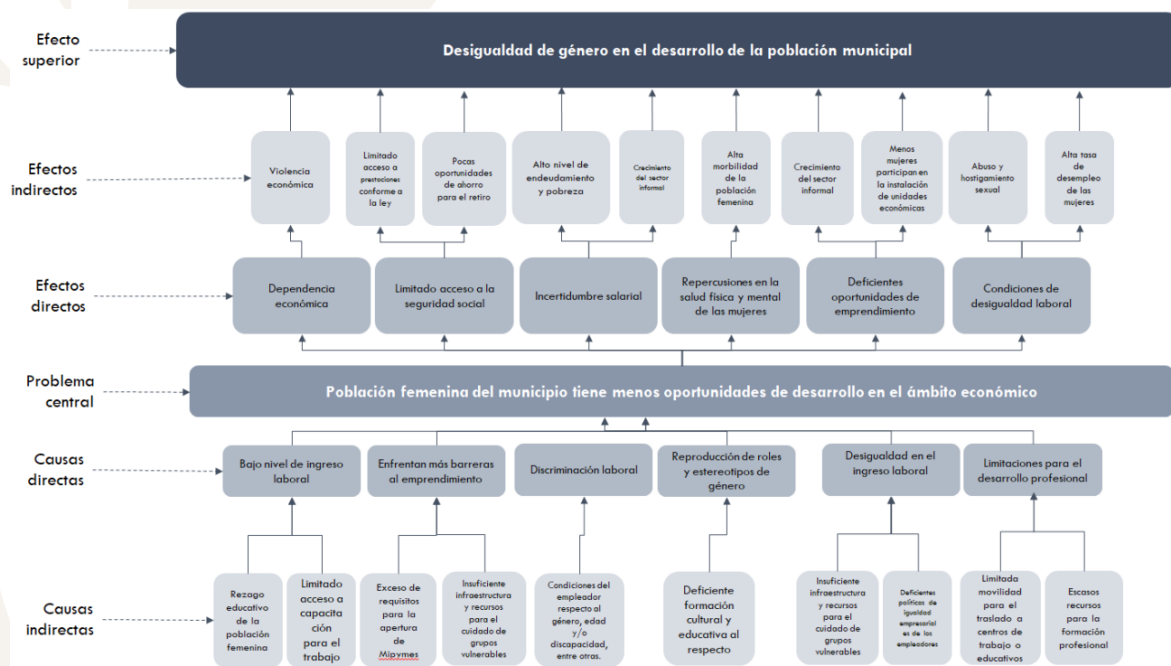 Efecto
superior
Desigualdad de género en el desarrollo de la población municipal
Efectos
indirectos
Violencia
económica
Limitado
acceso a
prestaciones
conforme a
la ley
Pocas
oportunidades
de ahorro
para el retiro
Alto nivel de
endeudamiento
y pobreza
Crecimiento
del sector
informal
Alta
morbilidad
de la
población
femenina
Crecimiento
del sector
informal
Menos
mujeres
participan en
la instalación
de unidades
económicas
Abuso y
hostigamiento
sexual
Alta tasa
de
desempleo
de las
mujeres
Efectos
directos
Dependencia
económica
Limitado acceso a la
seguridad social
Incertidumbre salarial
Repercusiones en la
salud física y mental
de las mujeres
Deficientes
oportunidades de
emprendimiento
Condiciones de
desigualdad laboral
Problema
central
Población femenina del municipio tiene menos oportunidades de desarrollo en el ámbito económico
Causas
directas
Bajo nivel de ingreso
laboral
Enfrentan más barreras
al emprendimiento
Discriminación laboral
Reproducción de roles
y estereotipos de
género
Desigualdad en el
ingreso laboral
Limitaciones para el
desarrollo profesional
Causas
indirectas
Rezago
educativo
de la
población
femenina
Limitado
acceso a
capacita
ción
para el
trabajo
Exceso de
requisitos
para la
apertura
de
Mipymes
Insuficiente
infraestructura
y recursos
para el
cuidado de
grupos
vulnerables
Condiciones del
empleador
respecto al
género, edad
y/o
discapacidad,
entre otras.
Deficiente
formación
cultural y
educativa al
respecto
Insuficiente
infraestructura
y recursos
para el
cuidado de
grupos
vulnerables
Deficientes
políticas de
igualdad
empresarial
es de los
empleadores
Limitada
movilidad
para el
traslado a
centros de
trabajo o
educativos
Escasos
recursos
para la
formación
profesional